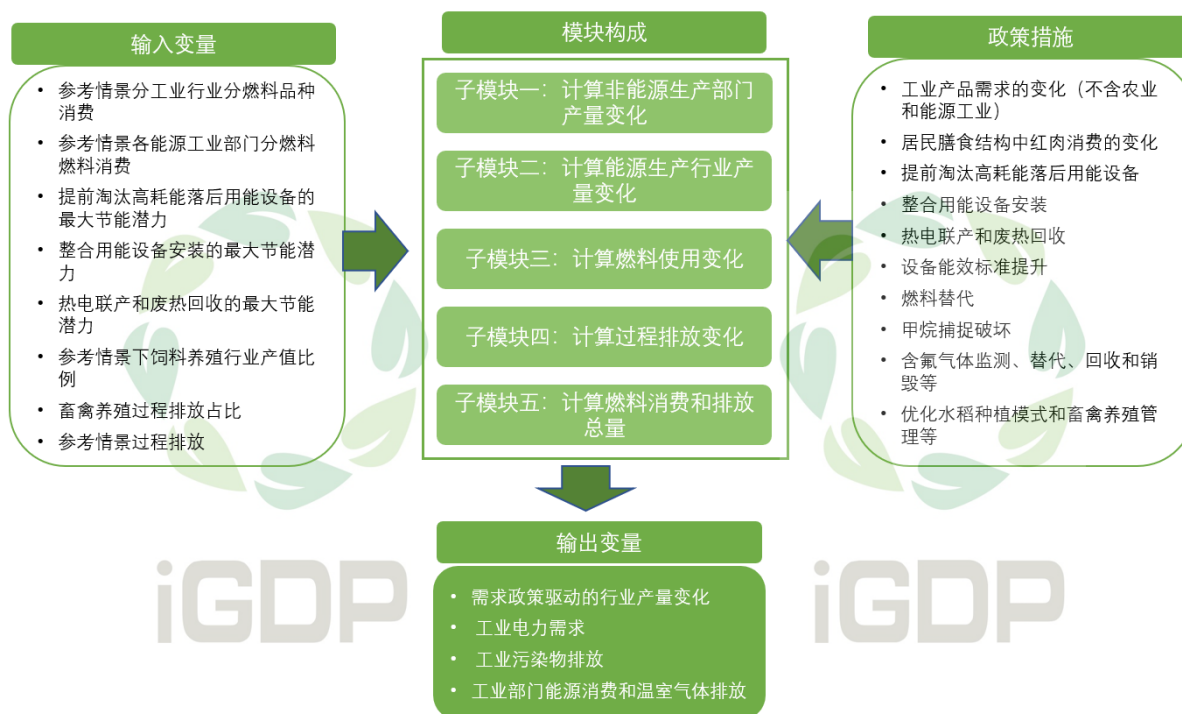 输入变量
参考情景分工业行业分燃料品种
消费
参考情景各能源工业部门分燃料
燃料消费
提前淘汰高耗能落后用能设备的
最大节能潜力
整合用能设备安装的最大节能潜
力
热电联产和废热回收的最大节能
潜力
参考情景下饲料养殖行业产值比
例
畜禽养殖过程排放占比
参考情景过程排放
模块构成
子模块一：计算非能源生产部门
产量变化
子模块二：计算能源生产行业产
量变化
子模块三：计算燃料使用变化
子模块四：计算过程排放变化
子模块五：计算燃料消费和排放
总量
政策措施
工业产品需求的变化（不含农业
和能源工业）
居民膳食结构中红肉消费的变化
提前淘汰高耗能落后用能设备
整合用能设备安装
热电联产和废热回收
设备能效标准提升
燃料替代
甲烷捕捉破坏
含氟气体监测、替代、回收和销
毁等
优化水稻种植模式和畜禽养殖管
理等
输出变量
需求政策驱动的行业产量变化
工业电力需求
工业污染物排放
工业部门能源消费和温室气体排放
iGDP
iGDP